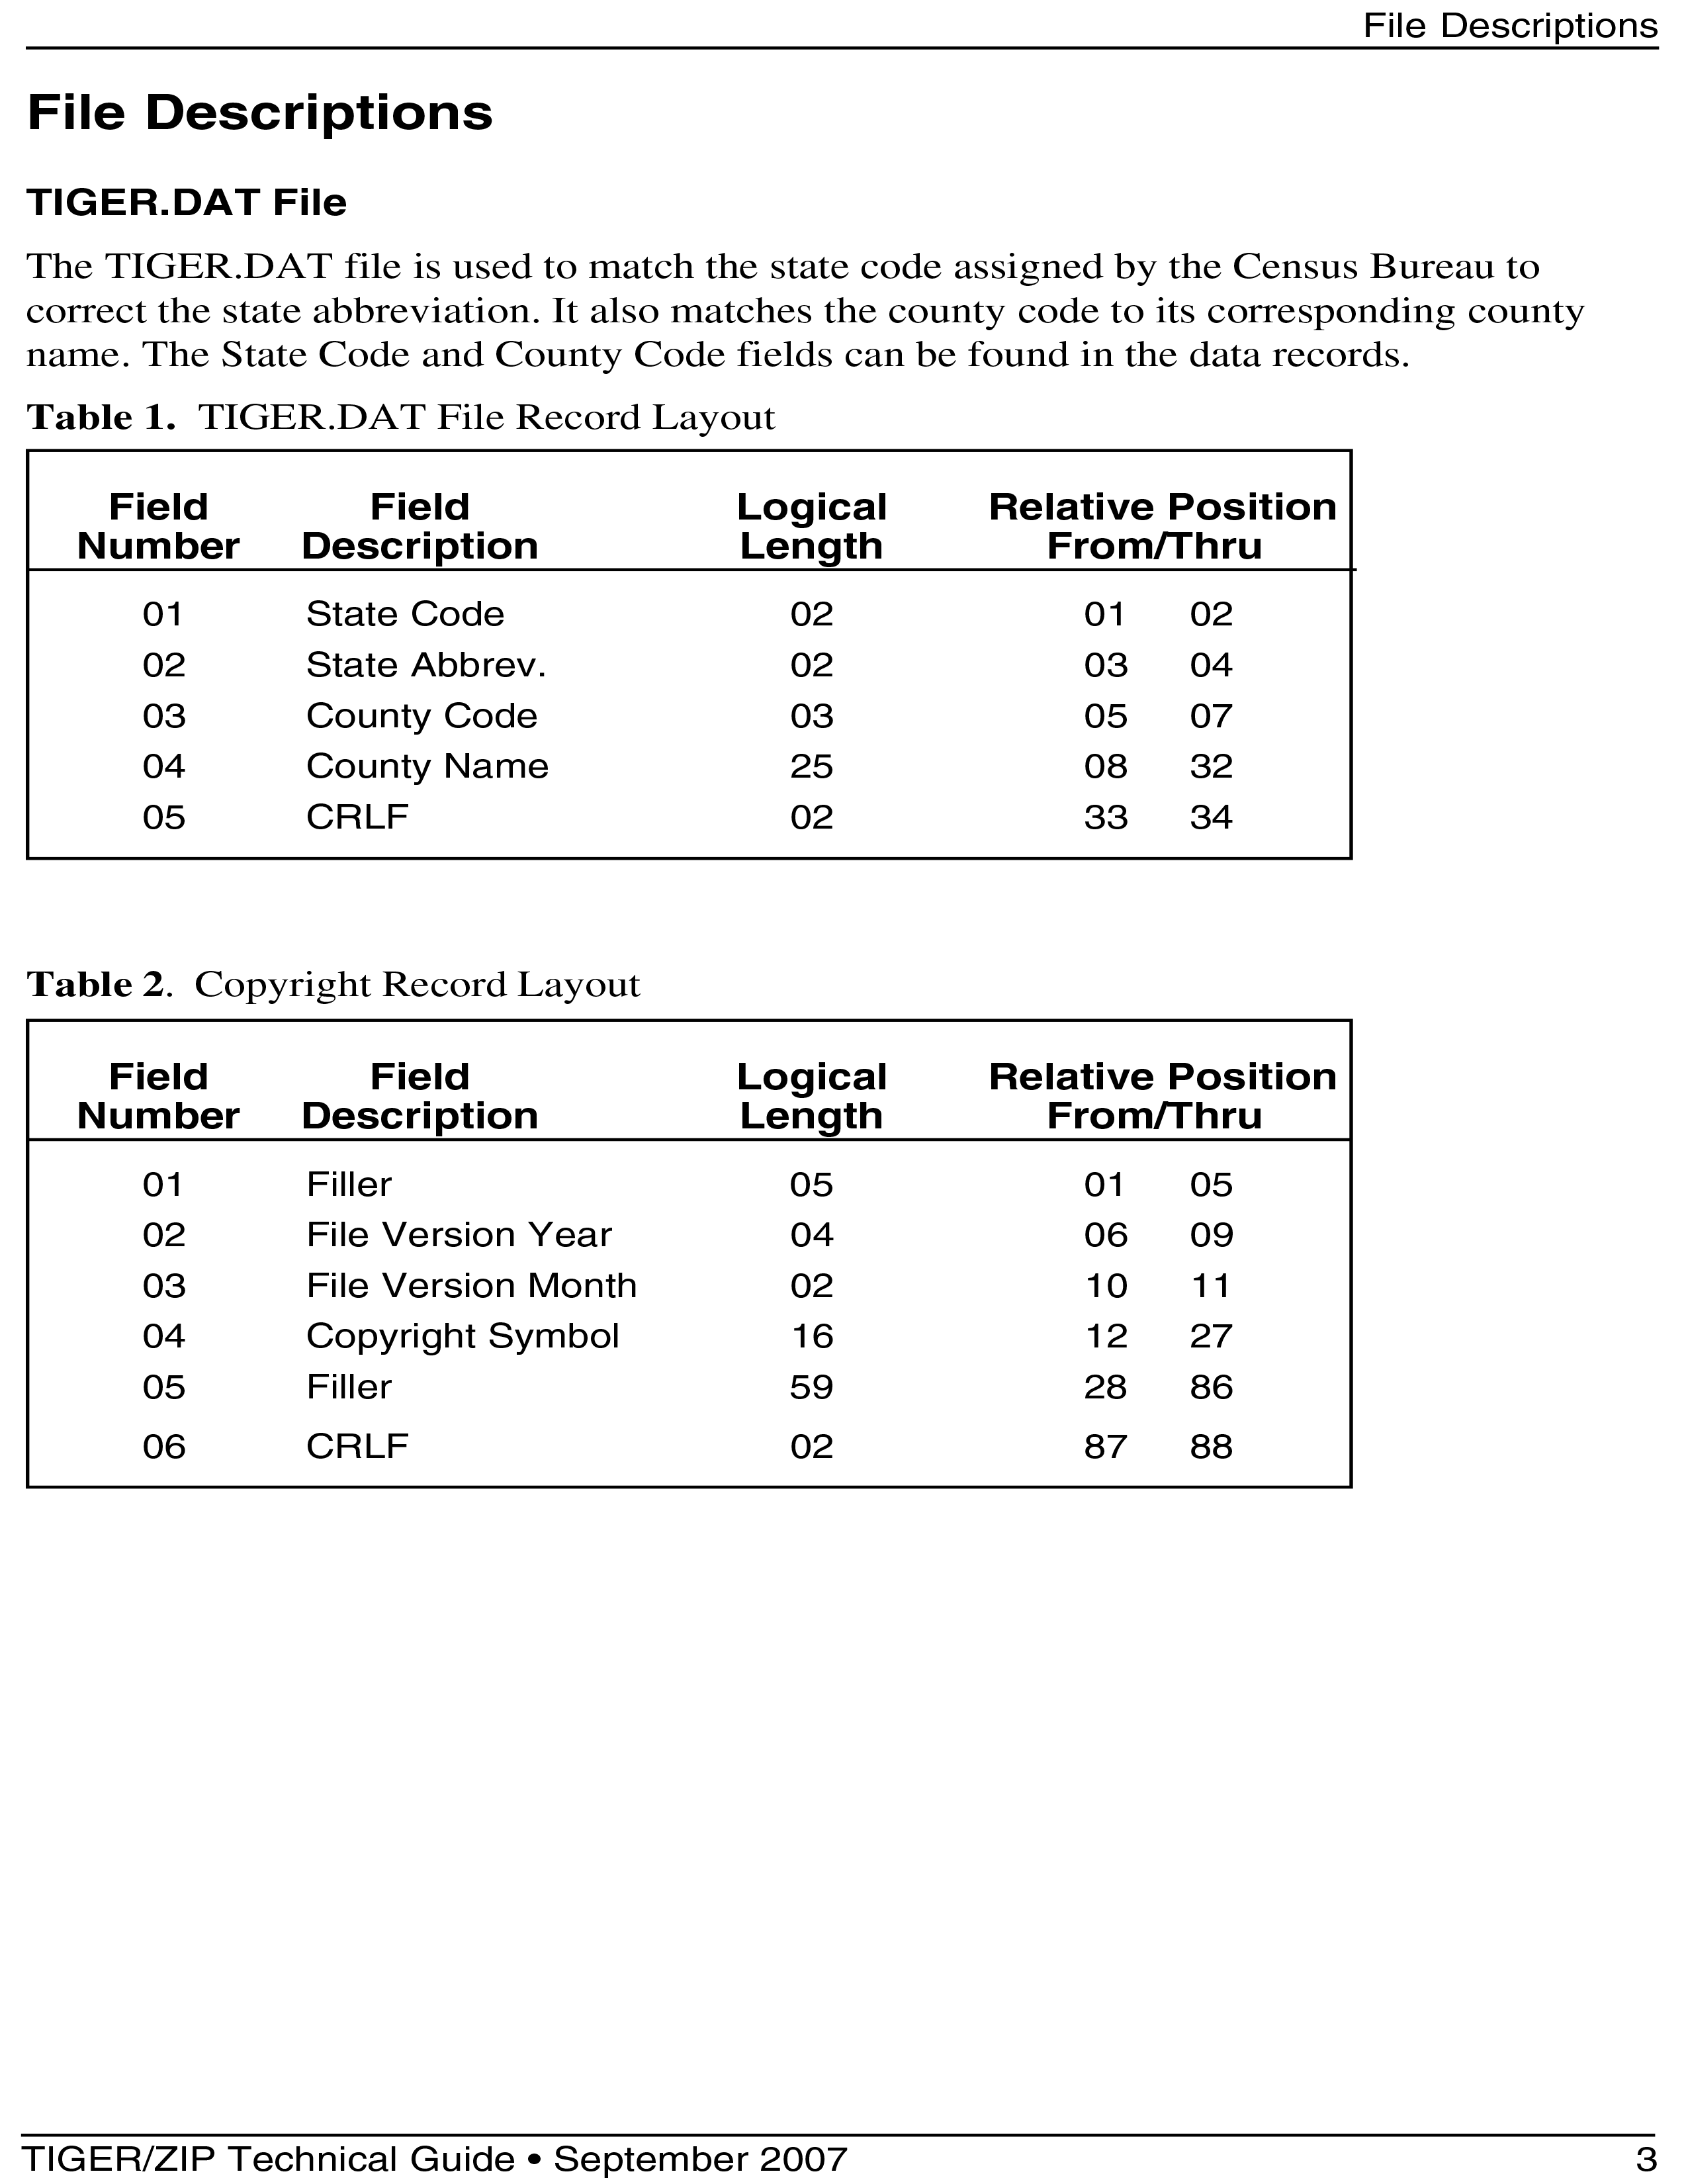 File Descriptions
File Descriptions
TIGER.DAT File
The TIGER.DAT file is used to match the state code assigned by the Census Bureau to
correct the state abbreviation. It also matches the county code to its corresponding county
name. The State Code and County Code fields can be found in the data records.
Table 1. TIGER.DAT File Record Layout
Field Field Logical Relative Position
Number Description Length From/Thru
01 State Code 02 01 02
02 State Abbrev. 02 03 04
03 County Code 03 05 07
04 County Name 25 08 32
05 CRLF 02 33 34
Table 2. Copyright Record Layout
Field Field Logical Relative Position
Number Description Length From/Thru
01 Filler 05 01 05
02 File Version Year 04 06 09
03 File Version Month 02 10 11
04 Copyright Symbol 16 12 27
05 Filler 59 28 86
06 CRLF 02 87 88
TIGER/ZIP Technical Guide • September 2007 3